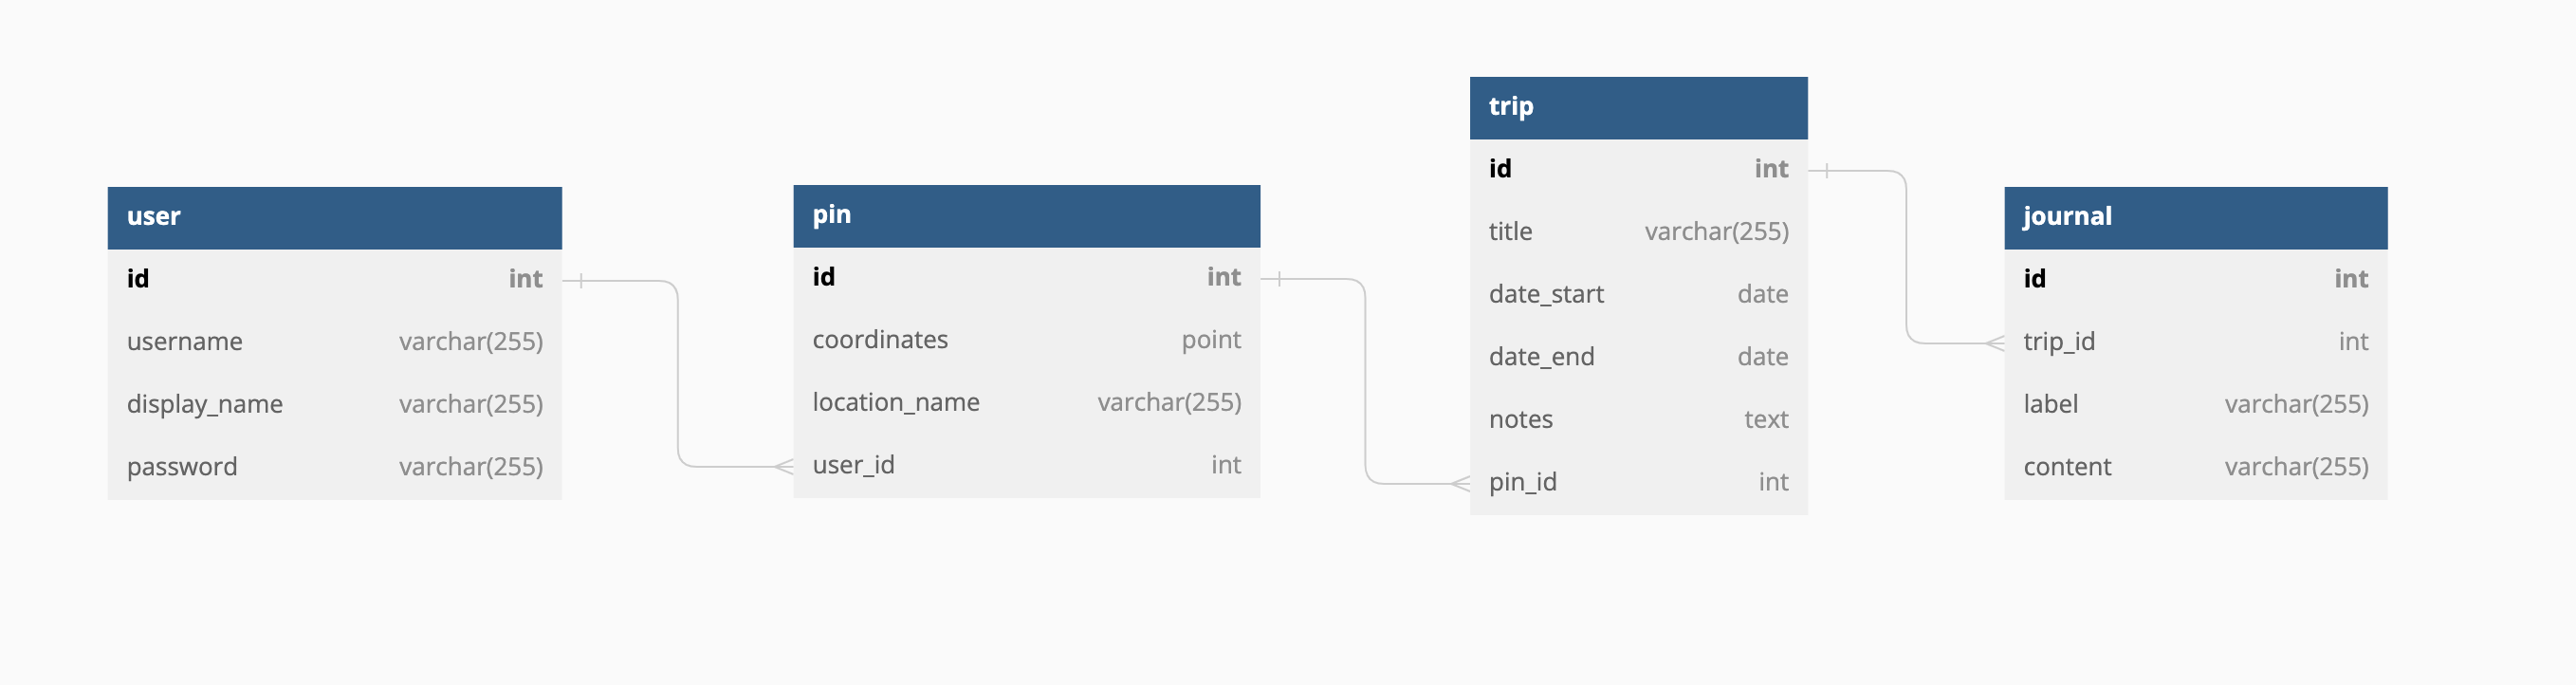 user
id int
username varchar(255)
display_name varchar(255)
password varchar(255)
pin
id int
coordinates point
location_name varchar(255)
user_id int
trip
id int
title varchar(255)
date_start date
date_end date
notes text
pin_id int
journal
id int
trip_id int
label varchar(255)
content varchar(255)